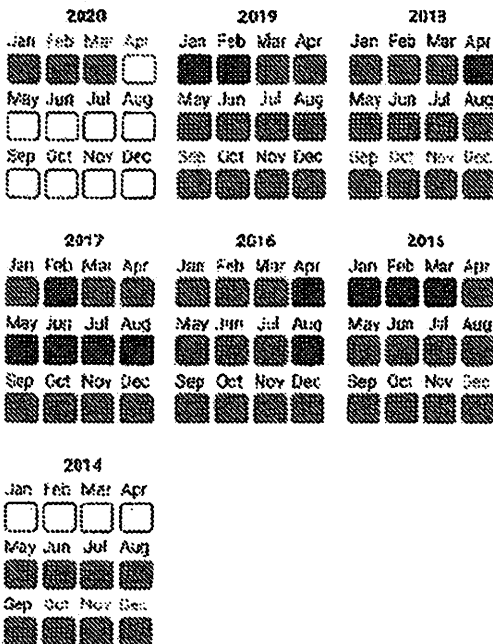 2020 2019 2018
Jan Feb Mar Apr Jan Feb Mar Apr Jan Feb Mar Apr
May Jun Jul Aug May Jun Jul Aug May Jun Jul Aug
Sep Oct Nov Dec Sep Oct Nov Dec Sep Oct Nov Dec
2017 2016 2015
Jan Feb Mar Apr Jan Feb Mar Apr Jan Feb Mar Apr
May Jun Jul Aug May Jun Jul Aug May Jun Jul Aug
Sep Oct Nov Dec Sep Oct Nov Dec Sep Oct Nov Dec
2014
Jan Feb Mar Apr
May Jun Jul Aug
Sep Oct Nov Dec